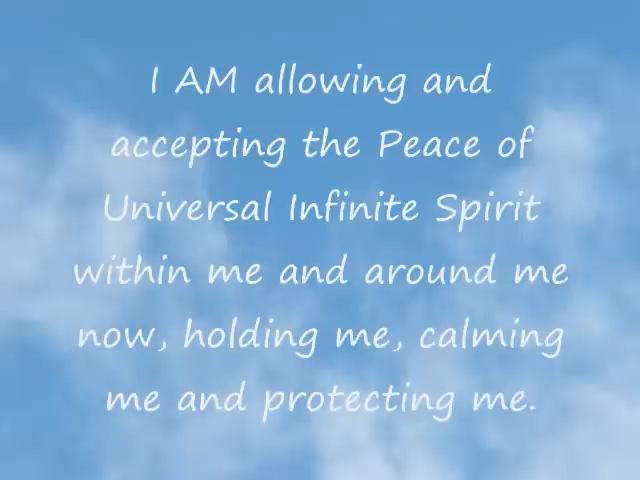 I AM allowing and
accepting the Peace of
Universal Infinite Spirit
within me and around me
now, holding me, calming
me and protecting me.